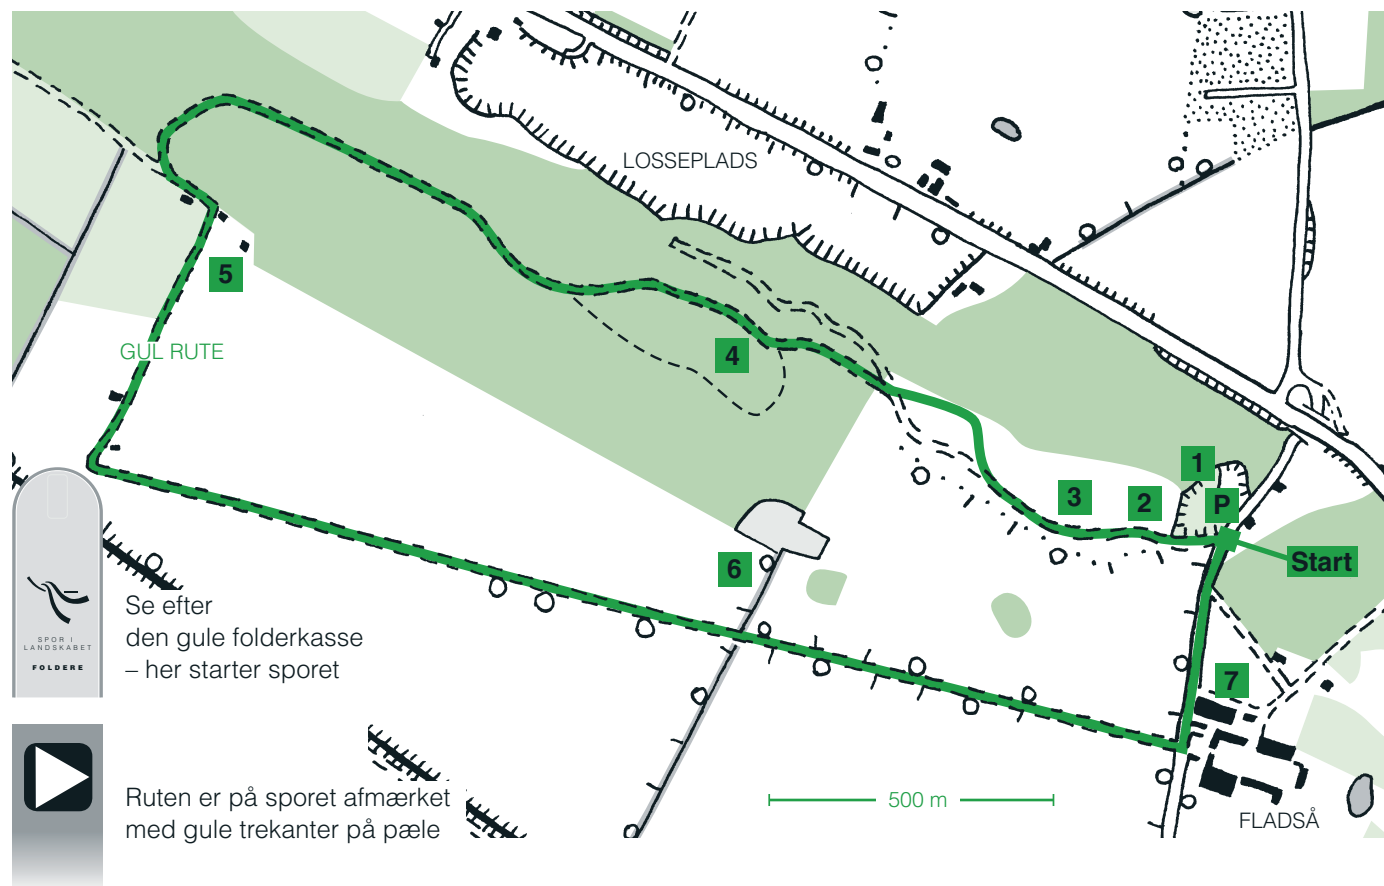 LOSSEPLADS
5
GUL RUTE
4
1
3
2
P
Start
6
7
Se efter
den gule folderkasse
– her starter sporet
SPOR I
LANDSKABET
FOLDERE
500 m
FLADSÅ
Ruten er på sporet afmærket
med gule trekanter på pæle